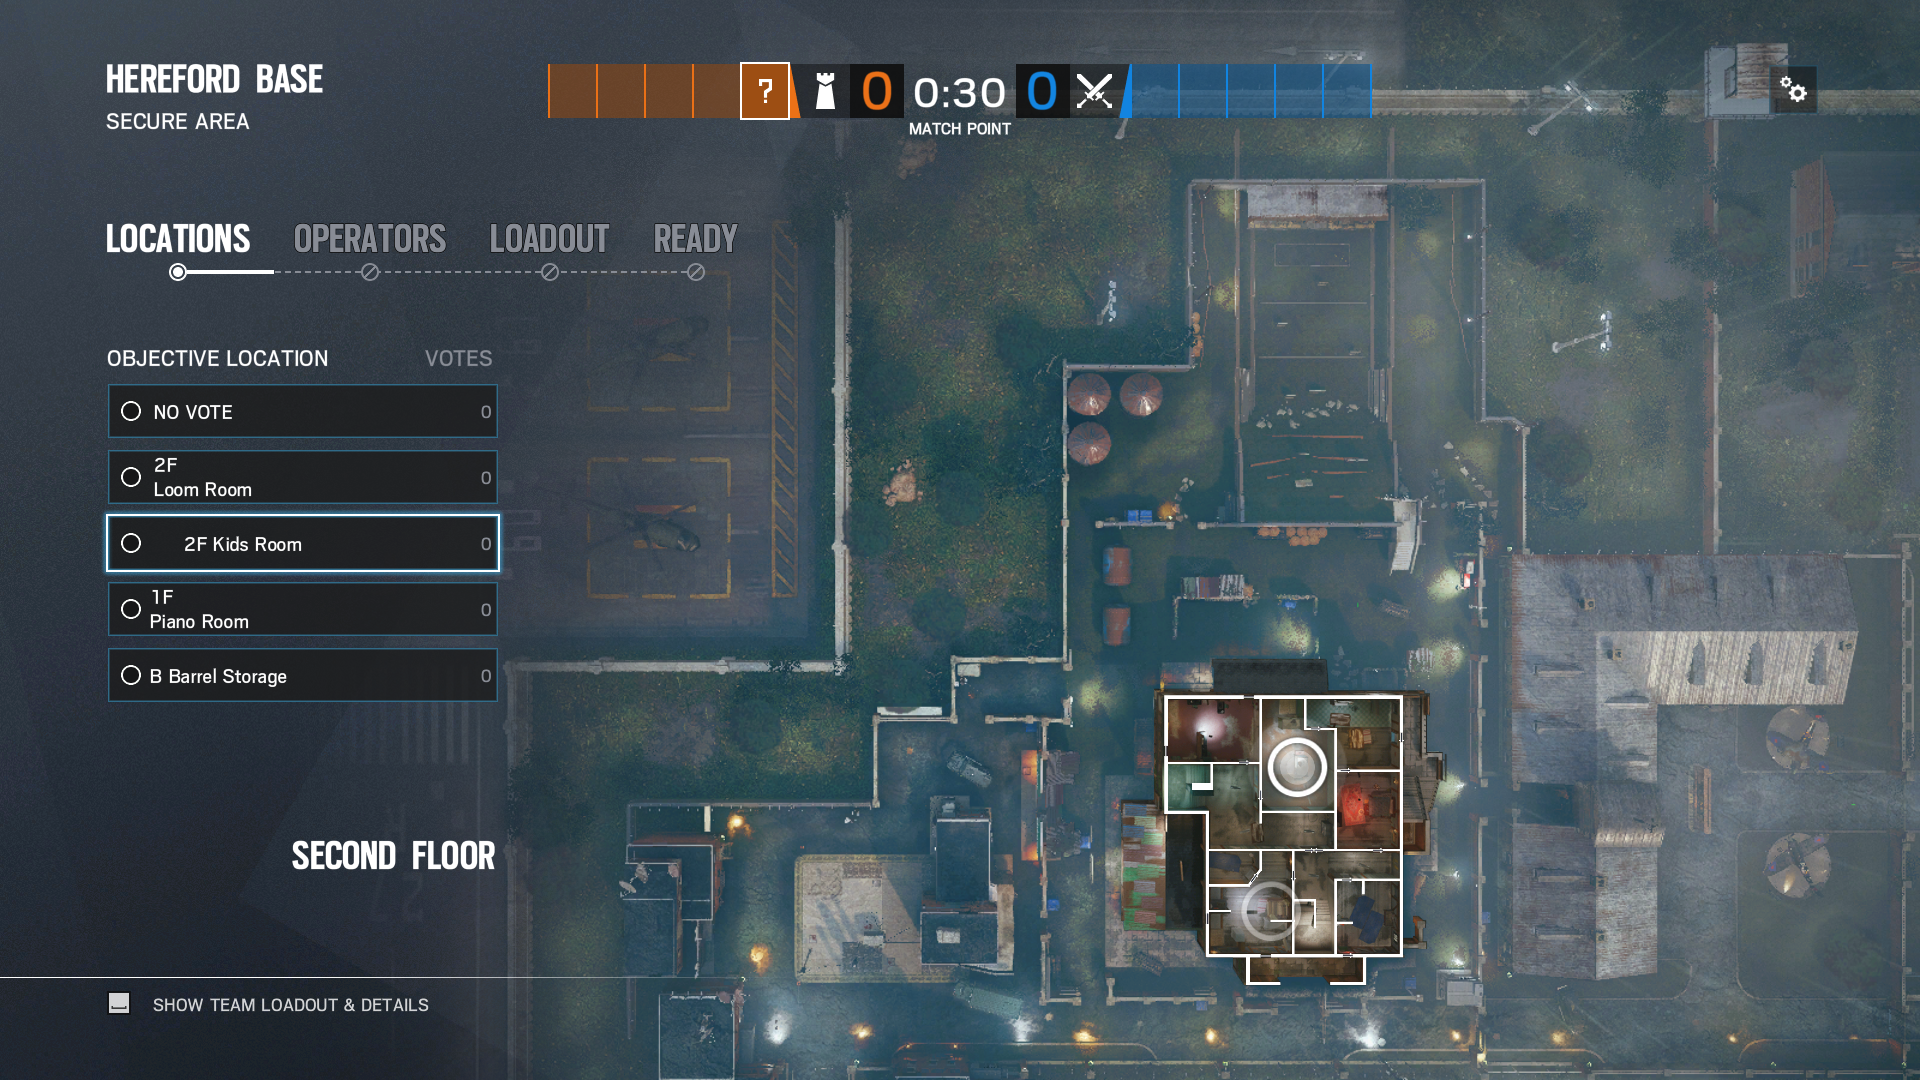 HEREFORD BASE
SECURE AREA
?
0
0:30
0
MATCH POINT
LOCATIONS
OPERATORS
LOADOUT
READY
OBJECTIVE LOCATION
VOTES
NO VOTE
0
2F
Loom Room
0
2F Kids Room
0
1F
Piano Room
0
B Barrel Storage
0
SECOND FLOOR
SHOW TEAM LOADOUT & DETAILS